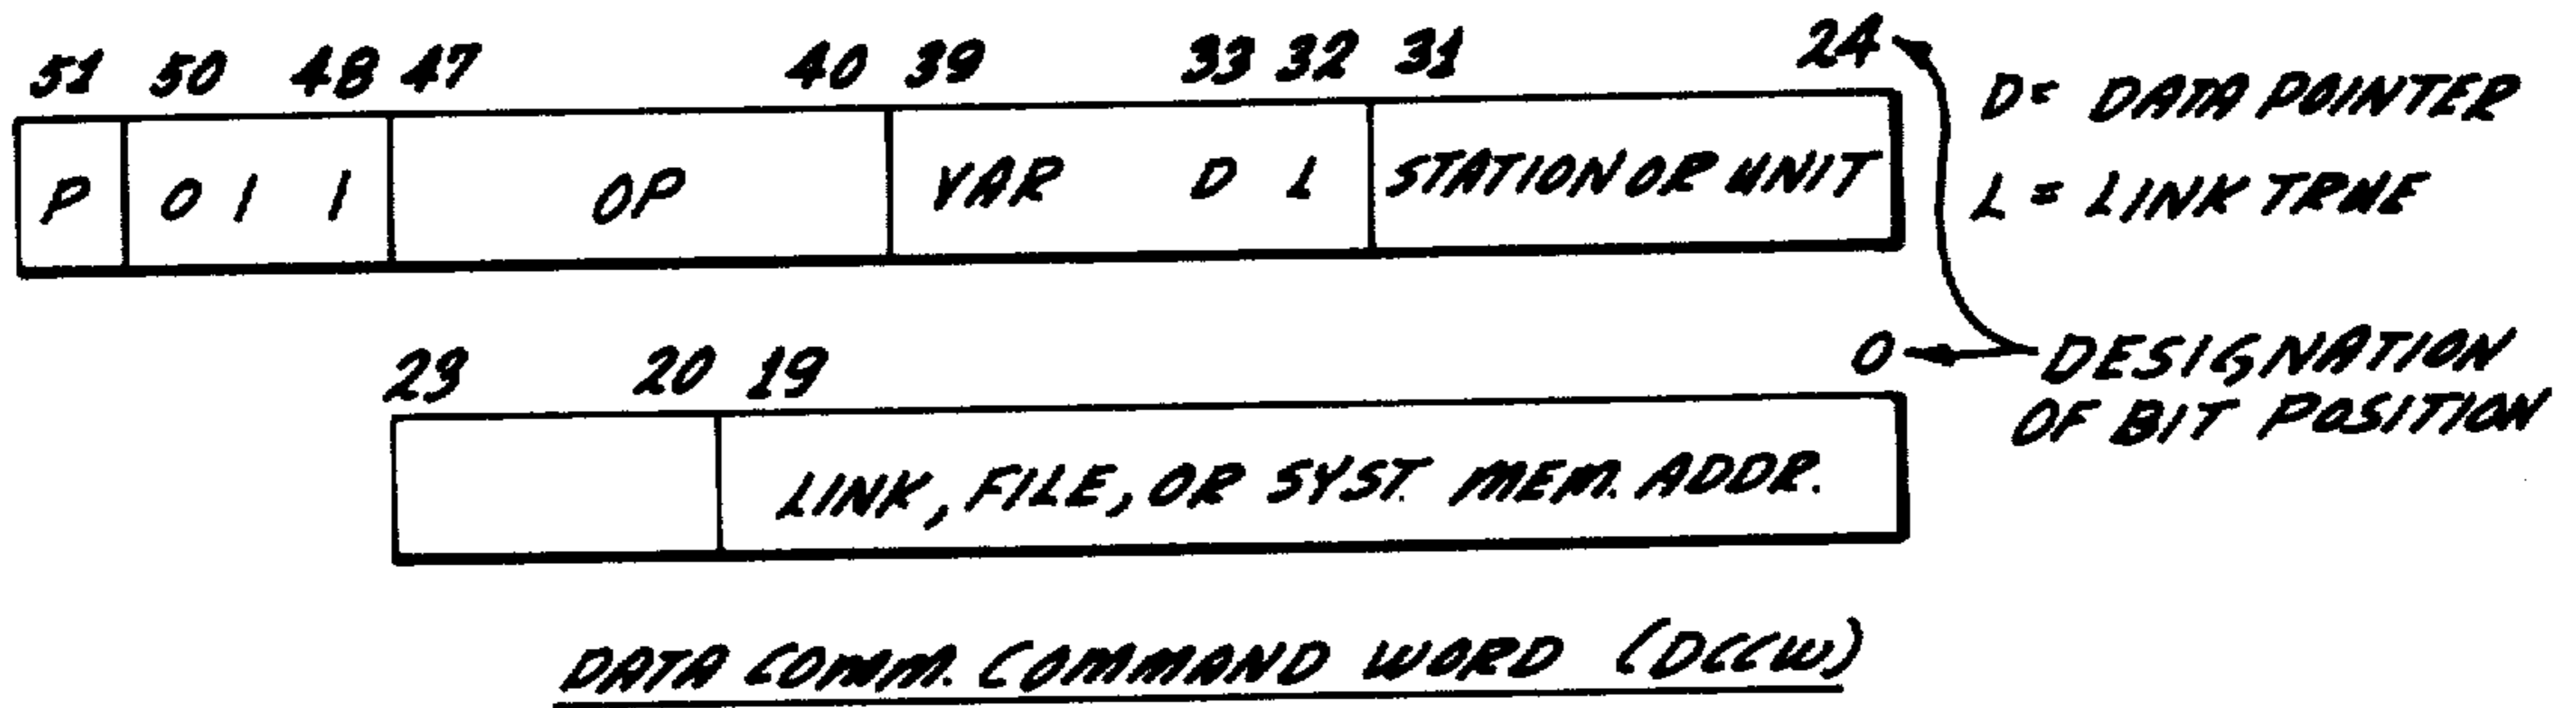 51 50 48 47 40 39 33 32 31 24
P 0 1 1 OP VAR D L STATION OR UNIT
D = DATA POINTER
L = LINK TRUE
23 20 19 0
DESIGNATION
OF BIT POSITION
LINK, FILE, OR SYST. MEM. ADDR.
DATA COMM. COMMAND WORD (DCCW)